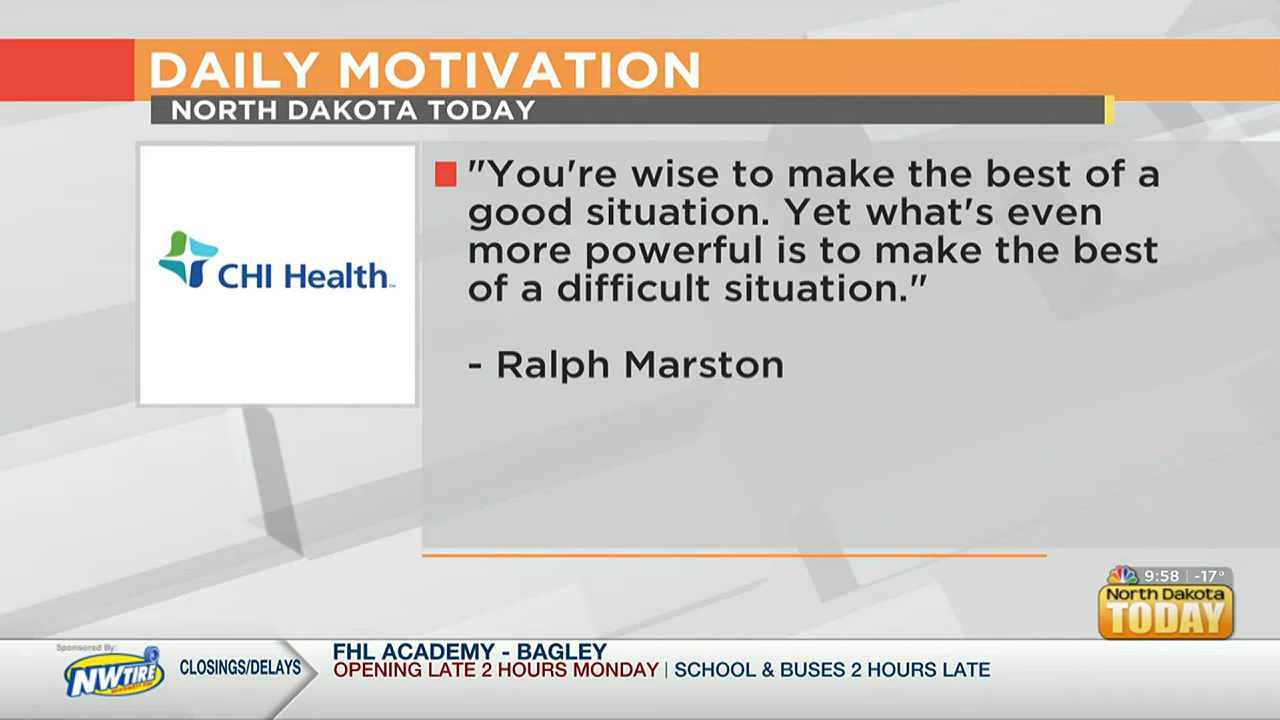 DAILY MOTIVATION
NORTH DAKOTA TODAY
CHI Health
"You're wise to make the best of a
good situation. Yet what's even
more powerful is to make the best
of a difficult situation."
- Ralph Marston
9:58 | -17°
North Dakota
TODAY
Sponsored By:
NWTIRE
CLOSINGS/DELAYS
FHL ACADEMY - BAGLEY
OPENING LATE 2 HOURS MONDAY | SCHOOL & BUSES 2 HOURS LATE